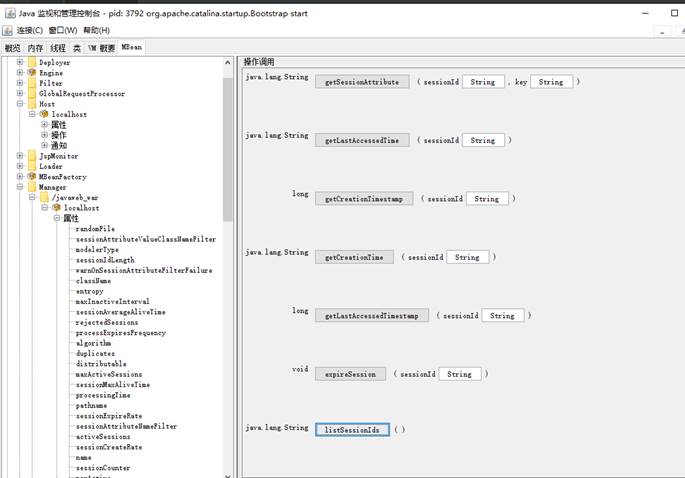 Java 监视和管理控制台 - pid: 3792 org.apache.catalina.startup.Bootstrap start
连接(C) 窗口(W) 帮助(H)
概览 内存 线程 类 VM 概要 MBean
Deployer
Engine
Filter
GlobalRequestProcessor
Host
localhost
属性
操作
通知
JspMonitor
Loader
MBeanFactory
Manager
/javaweb_war
localhost
属性
randomFile
sessionAttributeValueClassNameFilter
modelerType
sessionIdLength
warnOnSessionAttributeFilterFailure
className
entropy
maxInactiveInterval
sessionAverageAliveTime
rejectedSessions
processExpiresFrequency
algorithm
duplicates
distributable
maxActiveSessions
sessionMaxAliveTime
processingTime
pathname
sessionExpireRate
sessionAttributeNameFilter
activeSessions
sessionCreateRate
name
sessionCounter
操作调用
java.lang.String getSessionAttribute ( sessionId String , key String )
java.lang.String getLastAccessedTime ( sessionId String )
long getCreationTimestamp ( sessionId String )
java.lang.String getCreationTime ( sessionId String )
long getLastAccessedTimestamp ( sessionId String )
void expireSession ( sessionId String )
java.lang.String listSessionIds ( )